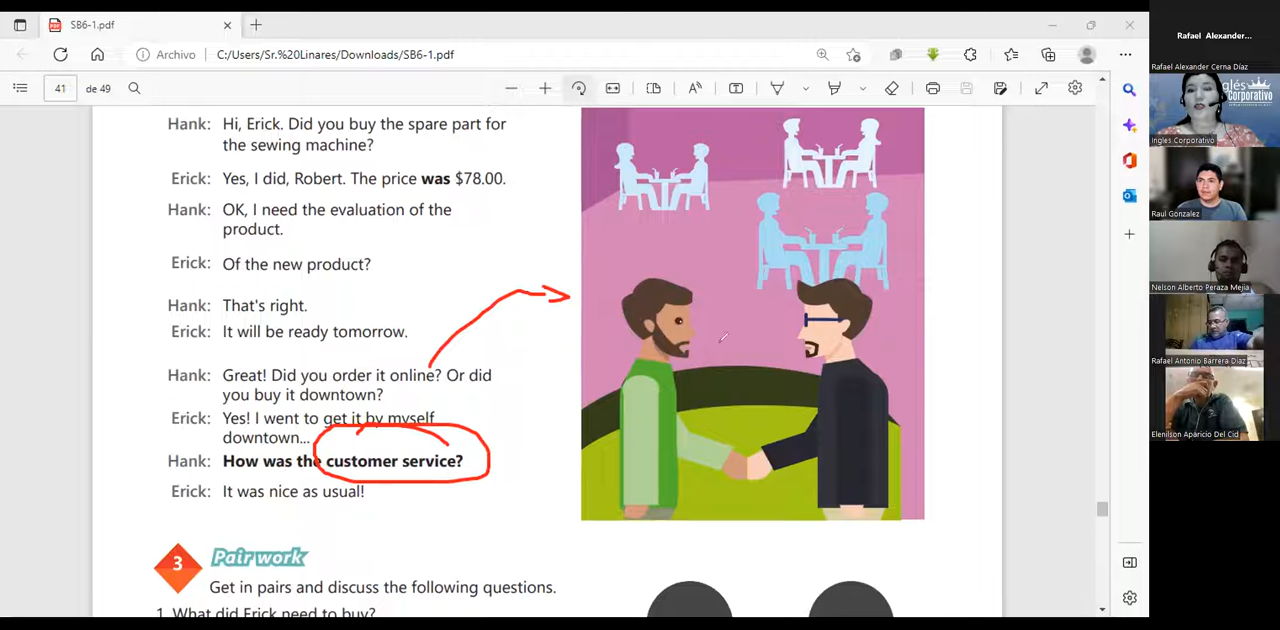 SB6-1.pdf
Rafael Alexander...
Archivo
C:/Users/Sr.%20Linares/Downloads/SB6-1.pdf
Rafael Alexander Cerna Díaz
41 de 49
Hank: Hi, Erick. Did you buy the spare part for
the sewing machine?
Erick: Yes, I did, Robert. The price was $78.00.
Hank: OK, I need the evaluation of the
product.
Erick: Of the new product?
Hank: That's right.
Erick: It will be ready tomorrow.
Hank: Great! Did you order it online? Or did
you buy it downtown?
Erick: Yes! I went to get it by myself
downtown...
Hank: How was the customer service?
Erick: It was nice as usual!
3 Pair work
Get in pairs and discuss the following questions.
1. What did Erick need to buy?
glés
Corporativo
Inglés Corporativo
Raul Gonzalez
Nelson Alberto Peraza Mejia
Rafael Antonio Barrera Diaz
Elenilson Aparicio Del Cid